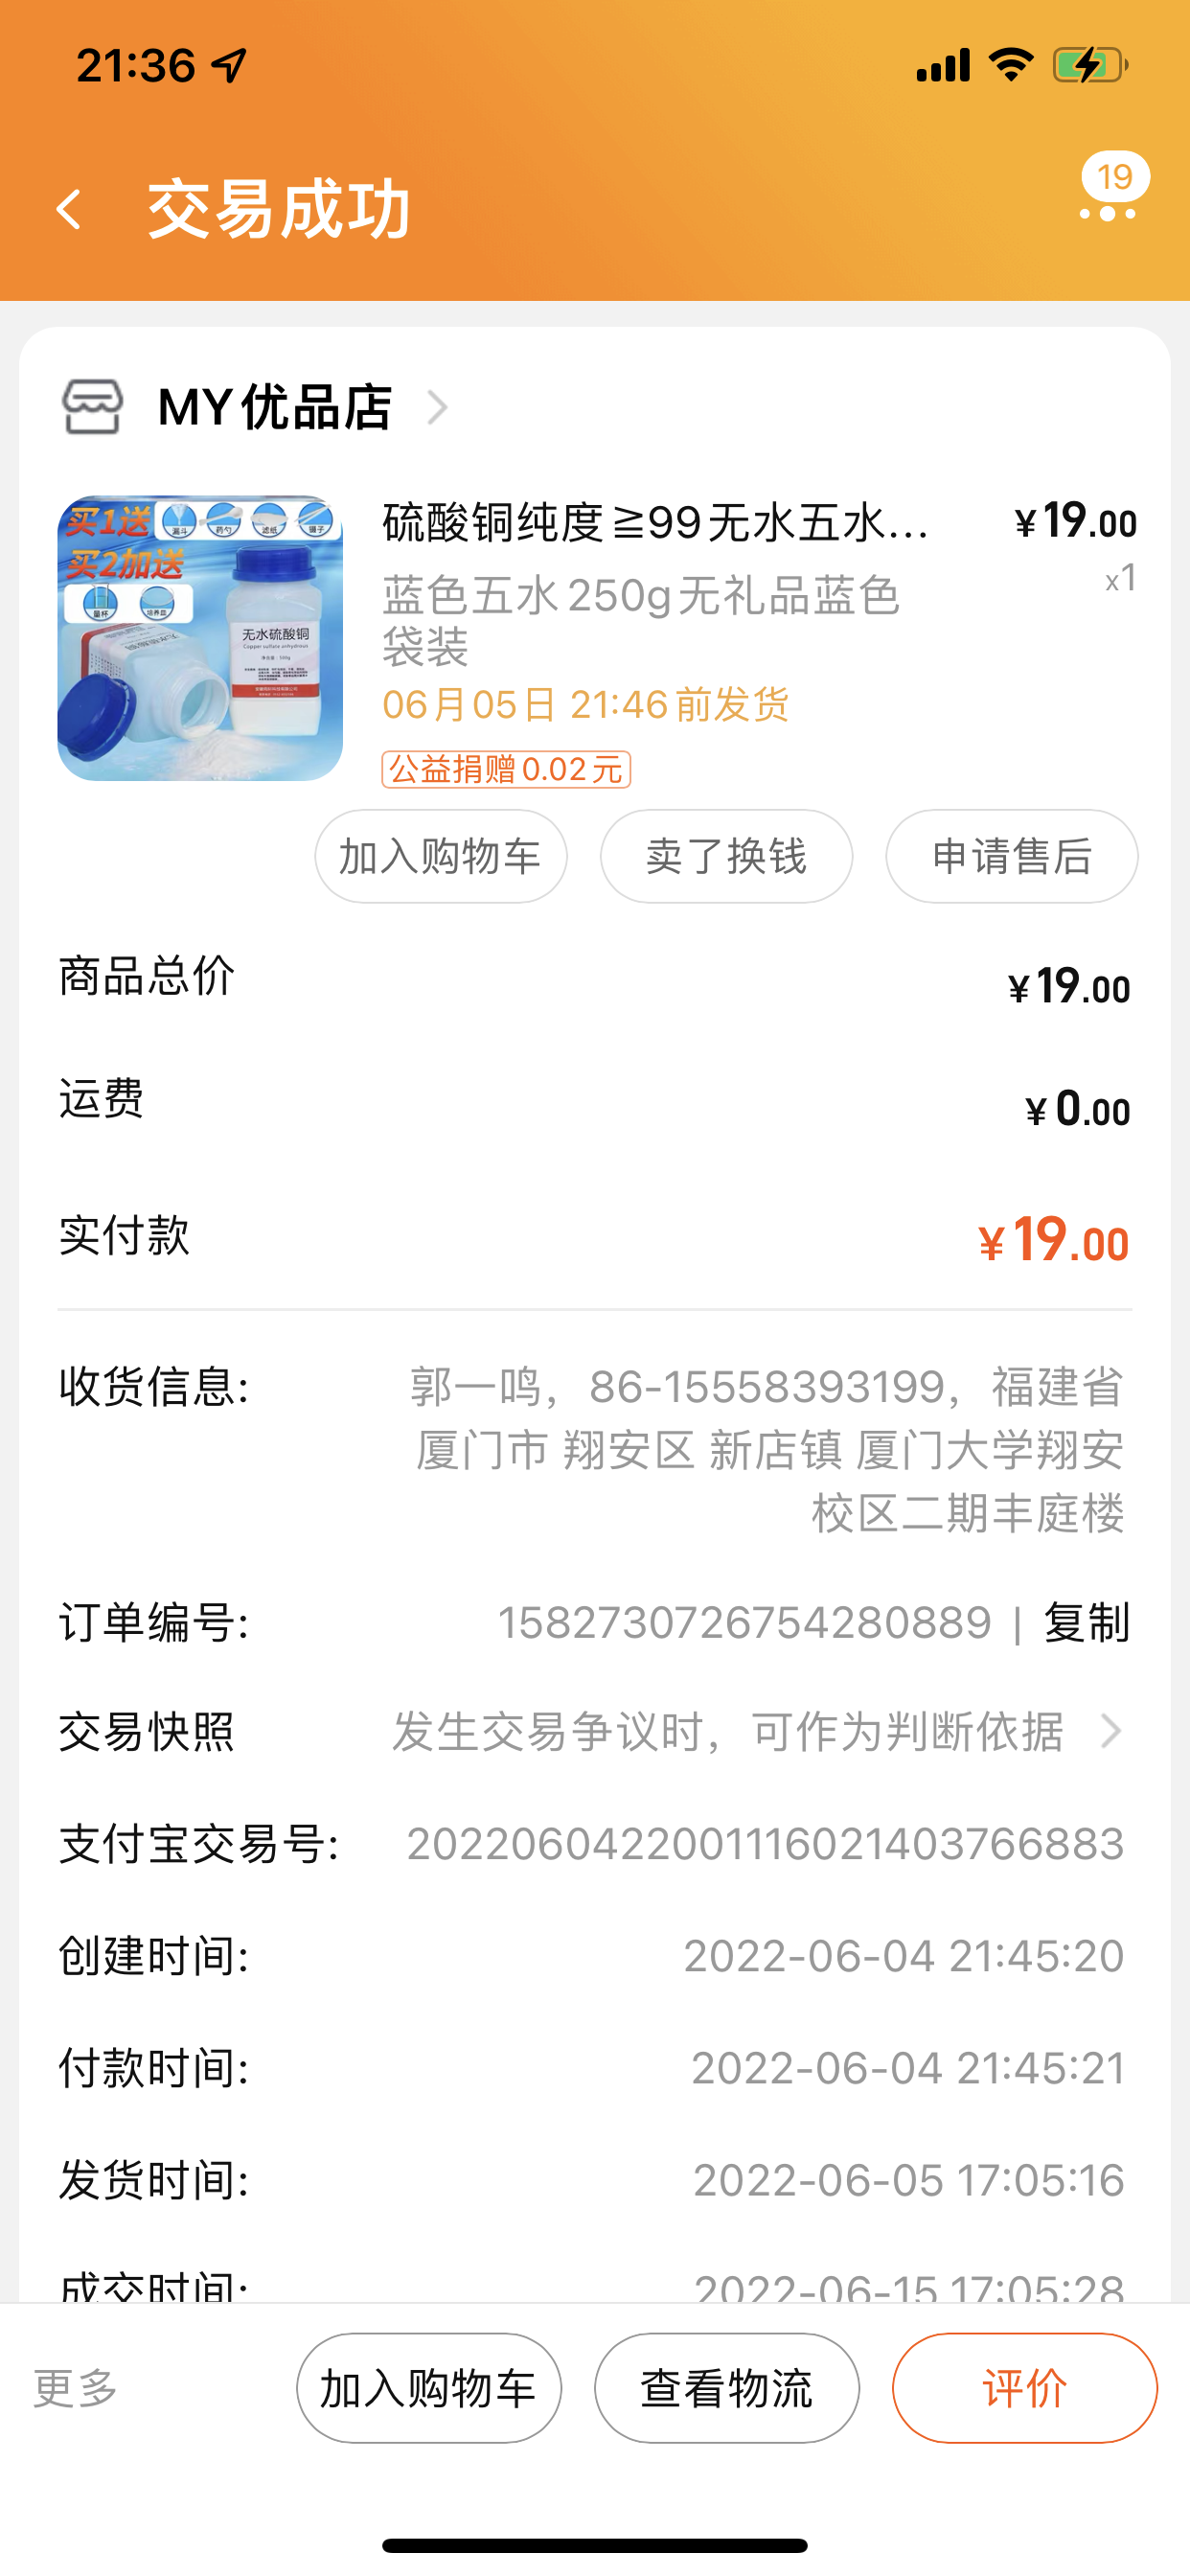 21:36
19
交易成功
MY优品店
买1送
漏斗 药勺 滤纸 镊子
买2加送
量杯 培养皿
无水硫酸铜
Copper sulfate anhydrous
硫酸铜纯度≧99无水五水... ¥19.00
x1
蓝色五水250g无礼品蓝色
袋装
06月05日 21:46前发货
公益捐赠0.02元
加入购物车 卖了换钱 申请售后
商品总价 ¥19.00
运费 ¥0.00
实付款 ¥19.00
收货信息: 郭一鸣，86-15558393199，福建省
厦门市 翔安区 新店镇 厦门大学翔安
校区二期丰庭楼
订单编号: 1582730726754280889 | 复制
交易快照 发生交易争议时，可作为判断依据
支付宝交易号: 2022060422001116021403766883
创建时间: 2022-06-04 21:45:20
付款时间: 2022-06-04 21:45:21
发货时间: 2022-06-05 17:05:16
成交时间: 2022-06-15 17:05:28
更多 加入购物车 查看物流 评价